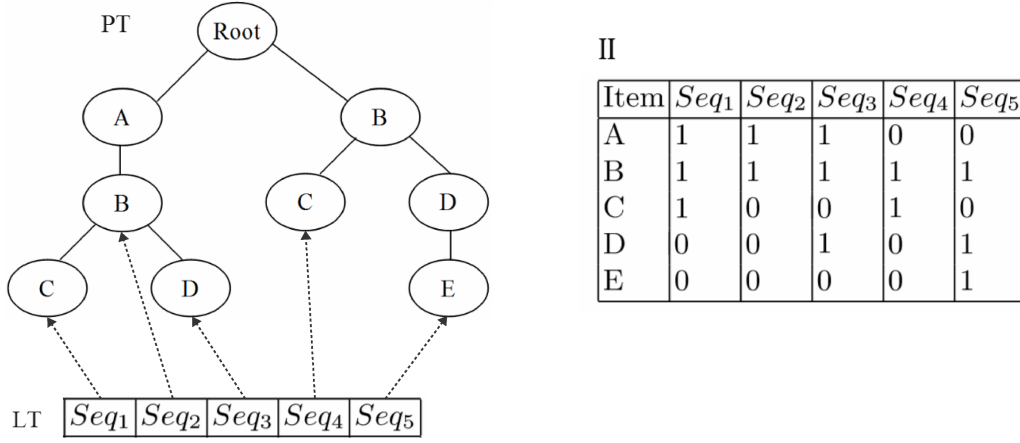 PT
Root
A
B
B
C
D
C
D
E
LT Seq1 Seq2 Seq3 Seq4 Seq5
II
Item Seq1 Seq2 Seq3 Seq4 Seq5
A 1 1 1 0 0
B 1 1 1 1 1
C 1 0 0 1 0
D 0 0 1 0 1
E 0 0 0 0 1